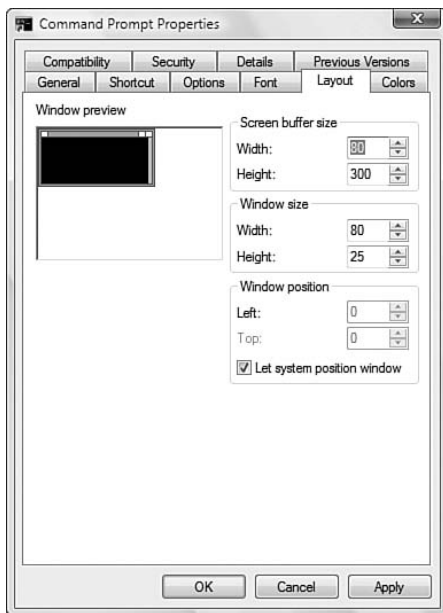 Command Prompt Properties
Compatibility Security Details Previous Versions
General Shortcut Options Font Layout Colors
Window preview
Screen buffer size
Width: 80
Height: 300
Window size
Width: 80
Height: 25
Window position
Left: 0
Top: 0
Let system position window
OK Cancel Apply